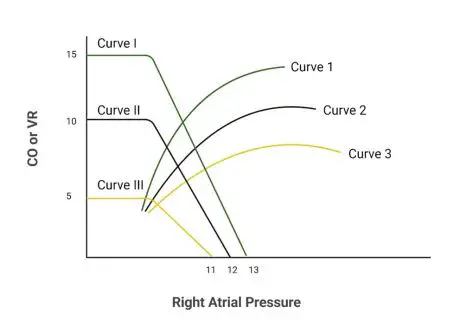 15
Curve I
Curve 1
Curve 2
10
Curve II
Curve 3
CO or VR
5
Curve III
11 12 13
Right Atrial Pressure